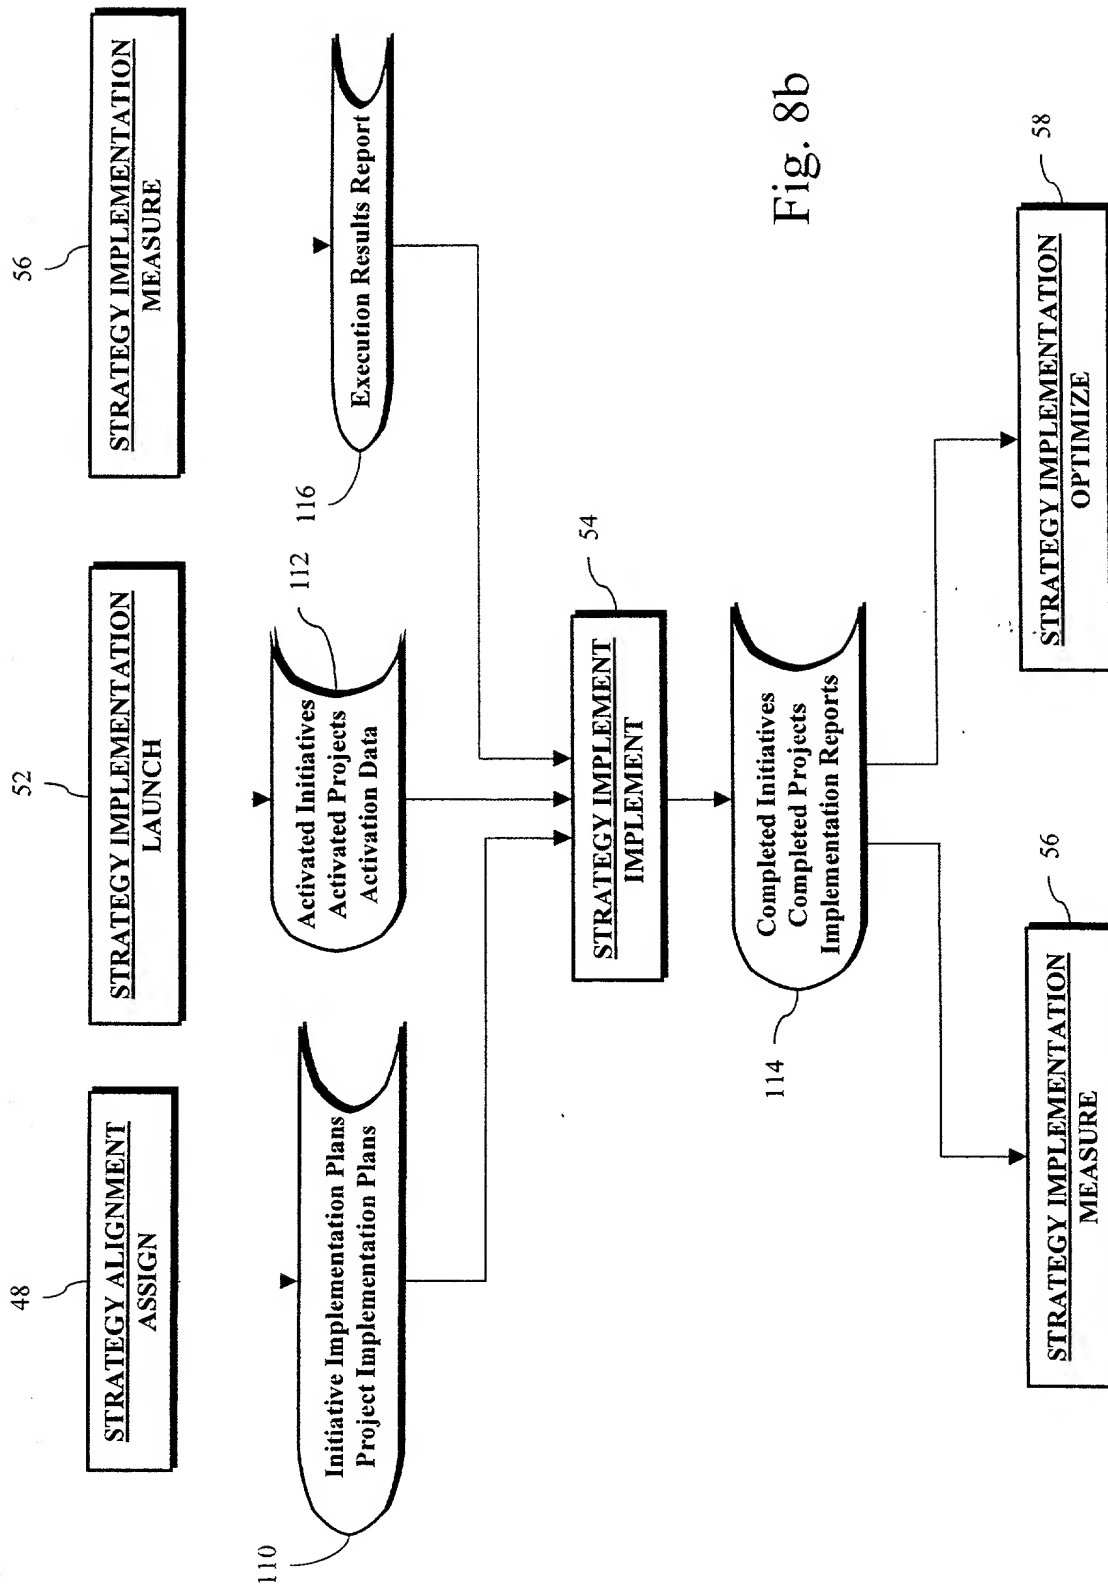 48
STRATEGY ALIGNMENT
ASSIGN
52
STRATEGY IMPLEMENTATION
LAUNCH
56
STRATEGY IMPLEMENTATION
MEASURE
110
Initiative Implementation Plans
Project Implementation Plans
112
Activated Initiatives
Activated Projects
Activation Data
116
Execution Results Report
54
STRATEGY IMPLEMENT
IMPLEMENT
114
Completed Initiatives
Completed Projects
Implementation Reports
56
STRATEGY IMPLEMENTATION
MEASURE
58
STRATEGY IMPLEMENTATION
OPTIMIZE
Fig. 8b